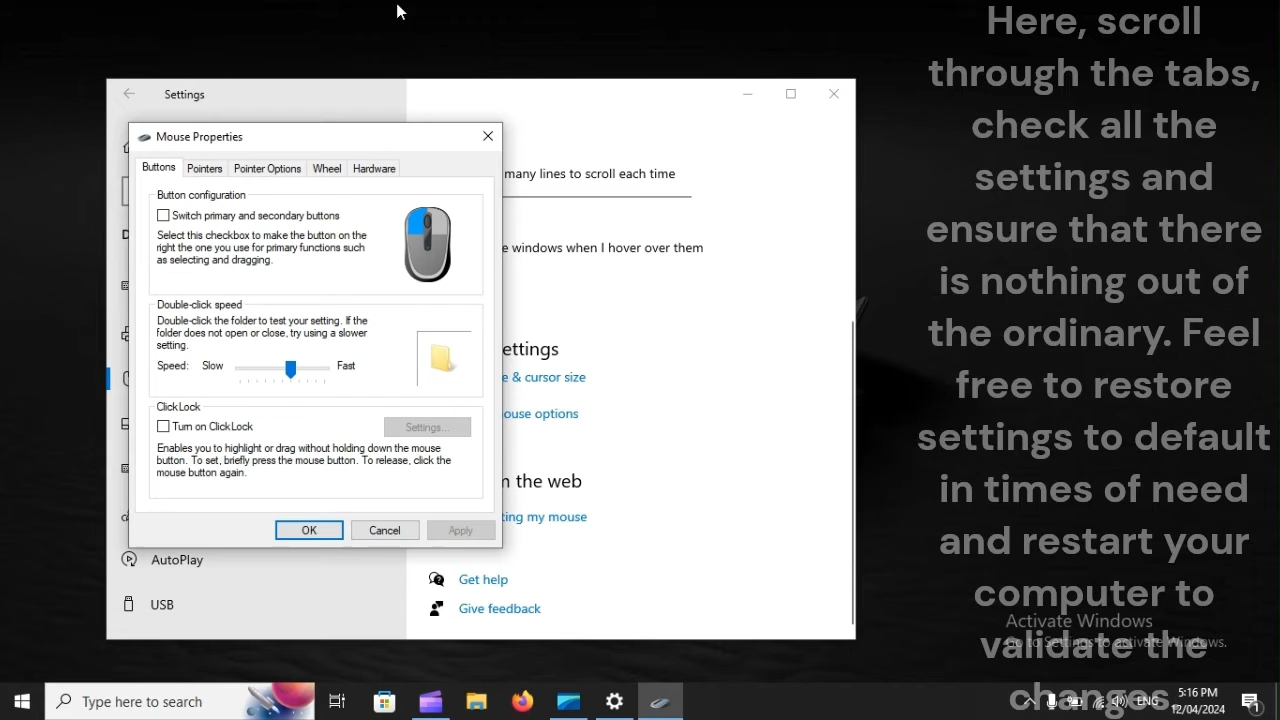 Here, scroll
through the tabs,
check all the
settings and
ensure that there
is nothing out of
the ordinary. Feel
free to restore
settings to default
in times of need
and restart your
computer to
validate the
changes
Settings
Mouse Properties
Buttons
Pointers
Pointer Options
Wheel
Hardware
Button configuration
Switch primary and secondary buttons
Select this checkbox to make the button on the
right the one you use for primary functions such
as selecting and dragging.
Double-click speed
Double-click the folder to test your setting. If the
folder does not open or close, try using a slower
setting.
Speed: Slow Fast
ClickLock
Turn on ClickLock
Settings...
Enables you to highlight or drag without holding down the mouse
button. To set, briefly press the mouse button. To release, click the
mouse button again.
OK
Cancel
Apply
many lines to scroll each time
windows when I hover over them
ettings
& cursor size
ouse options
the web
ting my mouse
Get help
Give feedback
AutoPlay
USB
Activate Windows
Go to Settings to activate Windows.
Type here to search
ENG
5:16 PM
12/04/2024
1